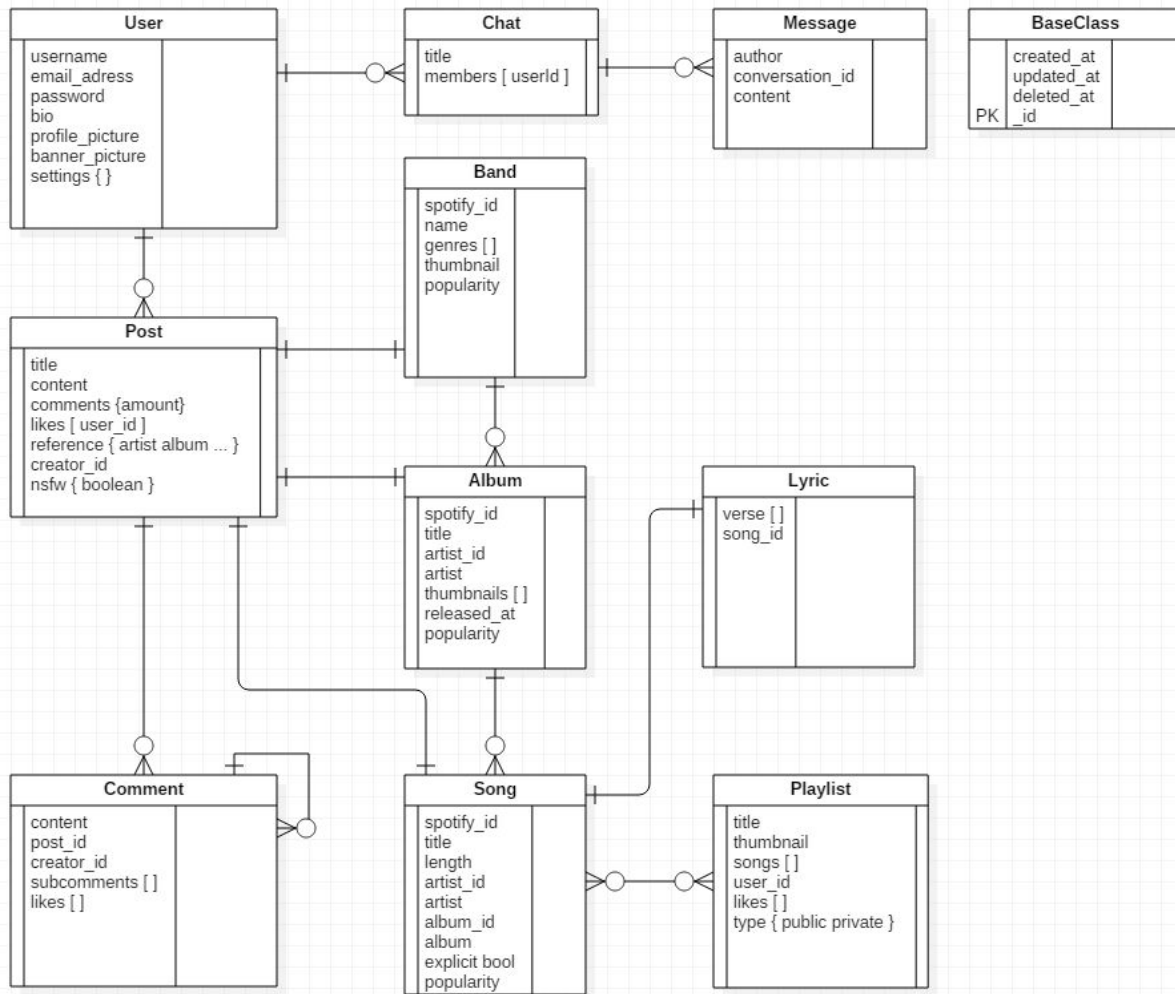 User
username
email_adress
password
bio
profile_picture
banner_picture
settings { }
Chat
title
members [ userId ]
Message
author
conversation_id
content
BaseClass
created_at
updated_at
deleted_at
PK _id
Band
spotify_id
name
genres [ ]
thumbnail
popularity
Post
title
content
comments {amount}
likes [ user_id ]
reference { artist album ... }
creator_id
nsfw { boolean }
Album
spotify_id
title
artist_id
artist
thumbnails [ ]
released_at
popularity
Lyric
verse [ ]
song_id
Comment
content
post_id
creator_id
subcomments [ ]
likes [ ]
Song
spotify_id
title
length
artist_id
artist
album_id
album
explicit bool
popularity
Playlist
title
thumbnail
songs [ ]
user_id
likes [ ]
type { public private }